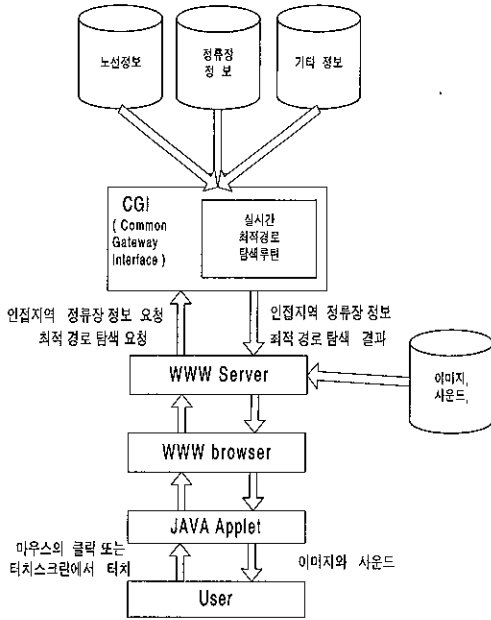 노선정보
정류장
정 보
기타 정보
CGI
( Common
Gateway
Interface )
실시간
최적경로
탐색루틴
인접지역 정류장 정보 요청
최적 경로 탐색 요청
인접지역 정류장 정보
최적 경로 탐색 결과
WWW Server
이미지,
사운드,
WWW browser
JAVA Applet
마우스의 클락 또는
터치스크린에서 터치
이미지와 사운드
User